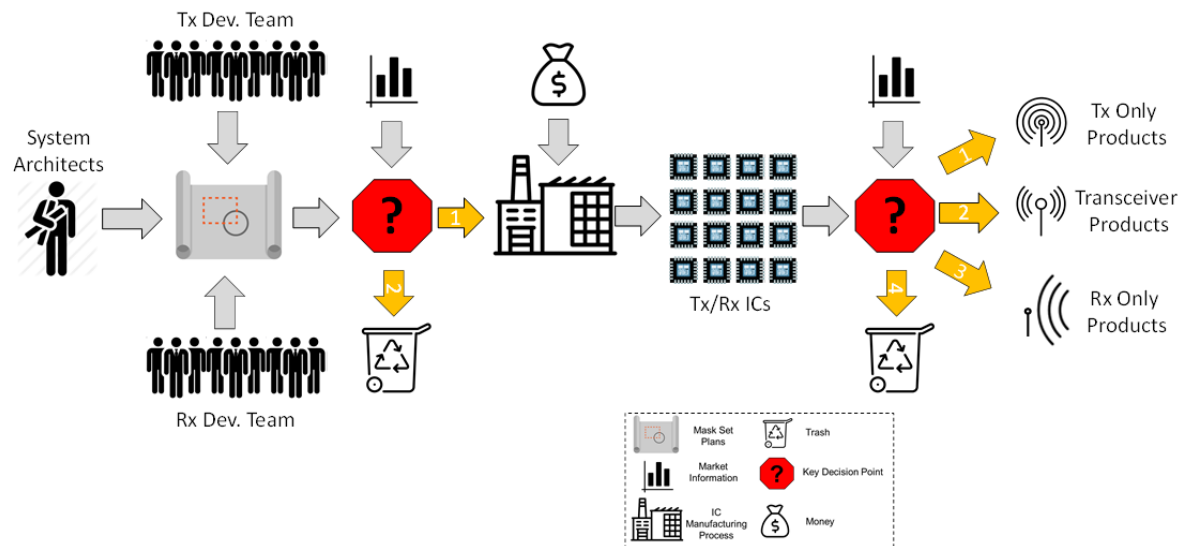 Tx Dev. Team
System
Architects
?
1
2
Rx Dev. Team
$
Tx/Rx ICs
?
1
2
3
4
Tx Only
Products
Transceiver
Products
Rx Only
Products
Mask Set
Plans
Trash
Market
Information
?
Key Decision Point
IC
Manufacturing
Process
$
Money